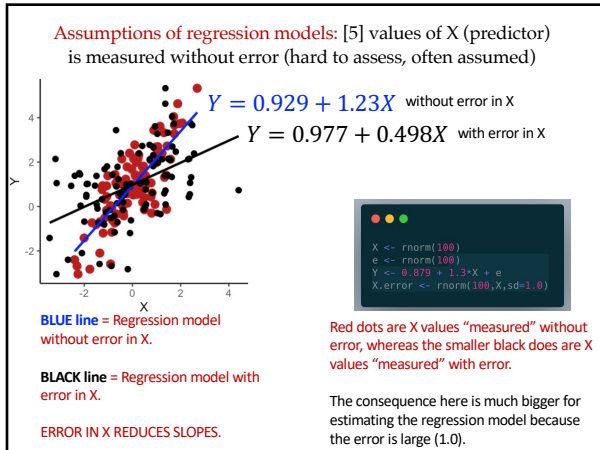 Assumptions of regression models: [5] values of X (predictor)
is measured without error (hard to assess, often assumed)
Y = 0.929 + 1.23X without error in X
Y = 0.977 + 0.498X with error in X
4
2
0
-2
Y
-2 0 2 4
X
X <- rnorm(100)
e <- rnorm(100)
Y <- 0.879 + 1.3*X + e
X.error <- rnorm(100,X,sd=1.0)
BLUE line = Regression model
without error in X.
BLACK line = Regression model with
error in X.
ERROR IN X REDUCES SLOPES.
Red dots are X values “measured” without
error, whereas the smaller black does are X
values “measured” with error.
The consequence here is much bigger for
estimating the regression model because
the error is large (1.0).